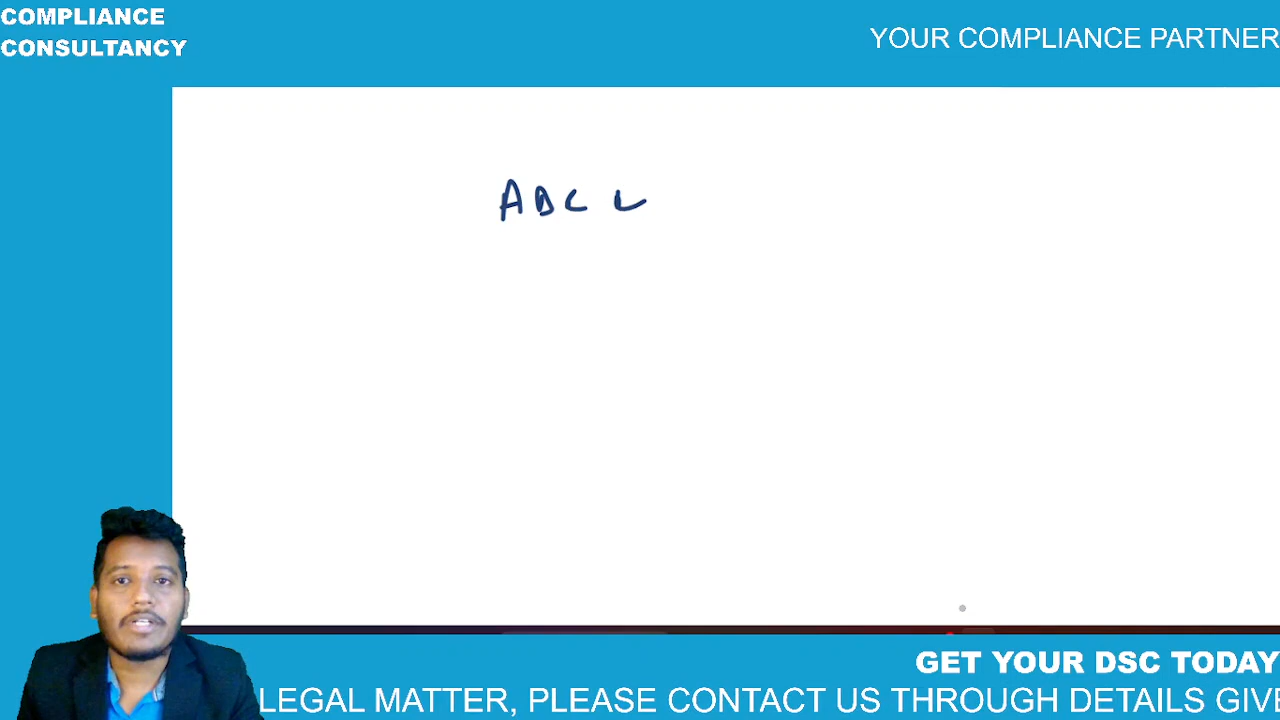 COMPLIANCE
CONSULTANCY
YOUR COMPLIANCE PARTNER
ABC L
GET YOUR DSC TODAY
LEGAL MATTER, PLEASE CONTACT US THROUGH DETAILS GIVE